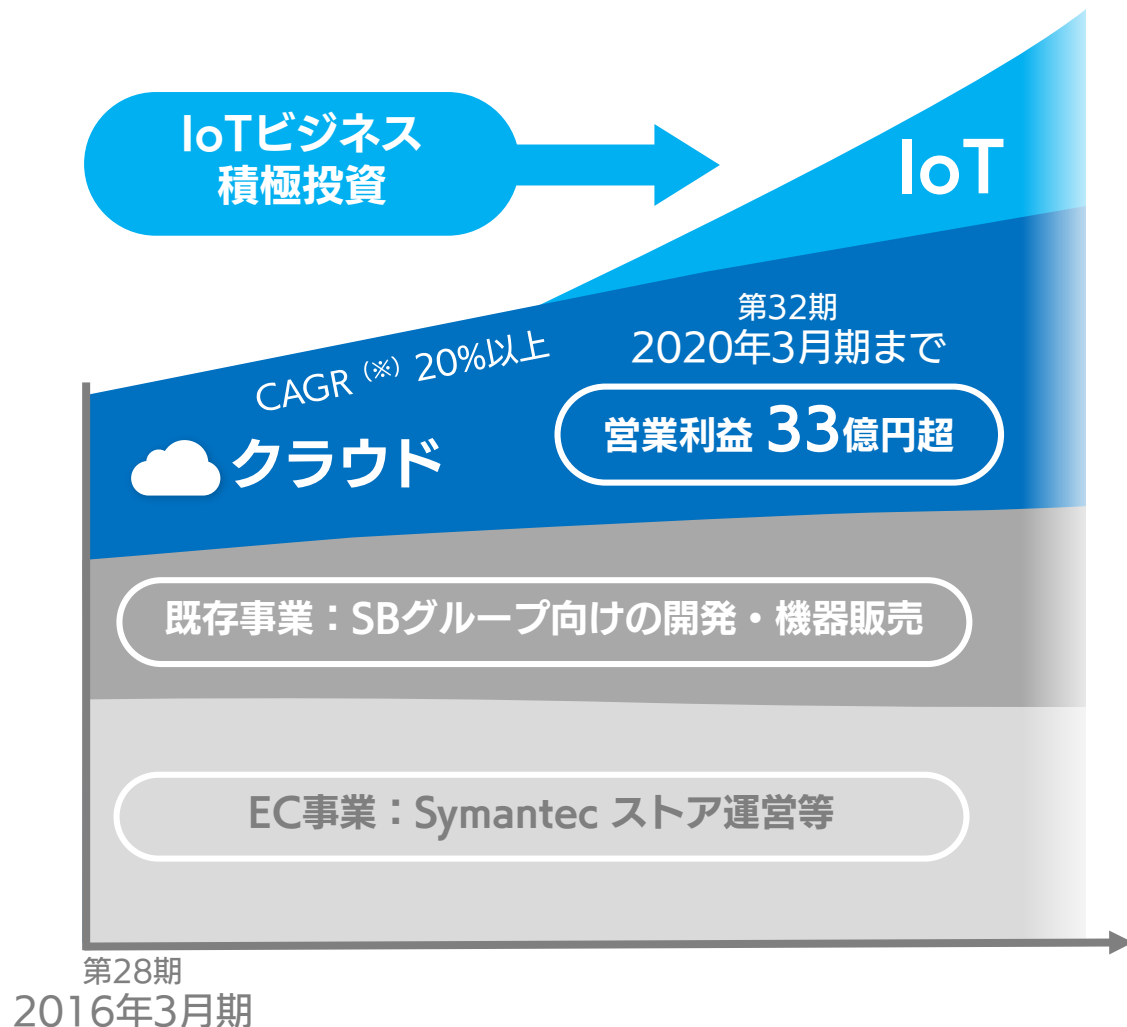 IoTビジネス
積極投資
IoT
第32期
2020年3月期まで
CAGR（※）20%以上
営業利益 33億円超
クラウド
既存事業：SBグループ向けの開発・機器販売
EC事業：Symantec ストア運営等
第28期
2016年3月期